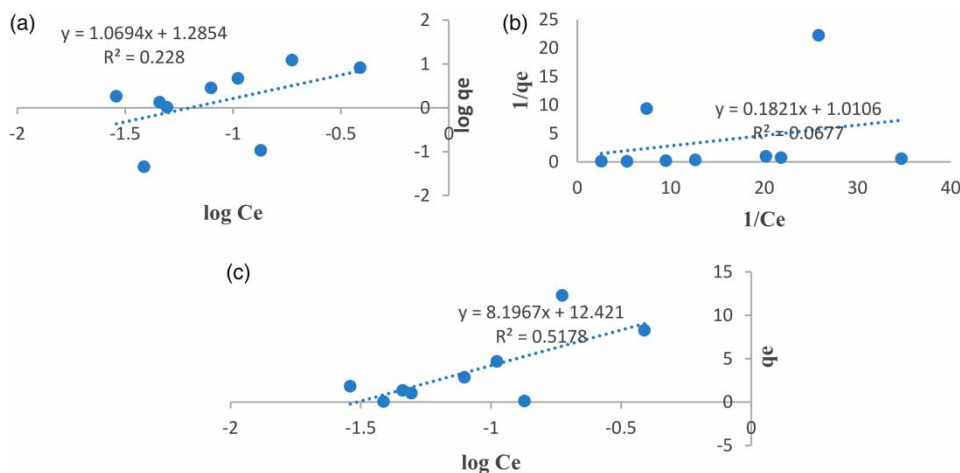 (a)
y = 1.0694x + 1.2854
R² = 0.228
2
1
0
-1
-2
-2
-1.5
-1
-0.5
0
log qe
log Ce
(b)
25
20
15
10
5
0
1/qe
y = 0.1821x + 1.0106
R² = 0.0677
0
10
20
30
40
1/Ce
(c)
15
10
5
0
-5
y = 8.1967x + 12.421
R² = 0.5178
qe
-2
-1.5
-1
-0.5
0
log Ce